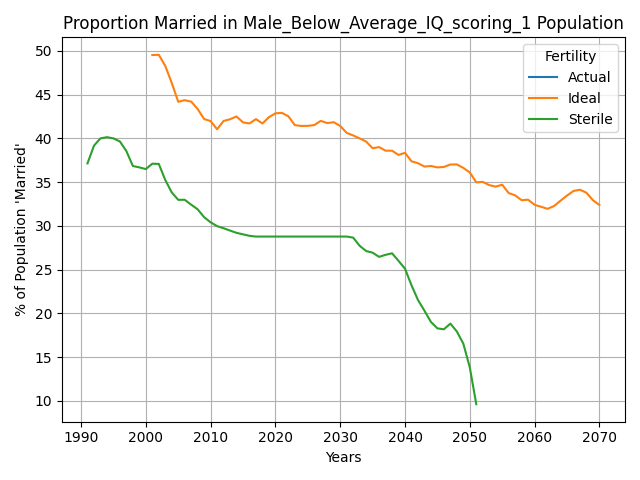 Proportion Married in Male_Below_Average_IQ_scoring_1 Population
% of Population 'Married'
50
45
40
35
30
25
20
15
10
Fertility
Actual
Ideal
Sterile
1990 2000 2010 2020 2030 2040 2050 2060 2070
Years